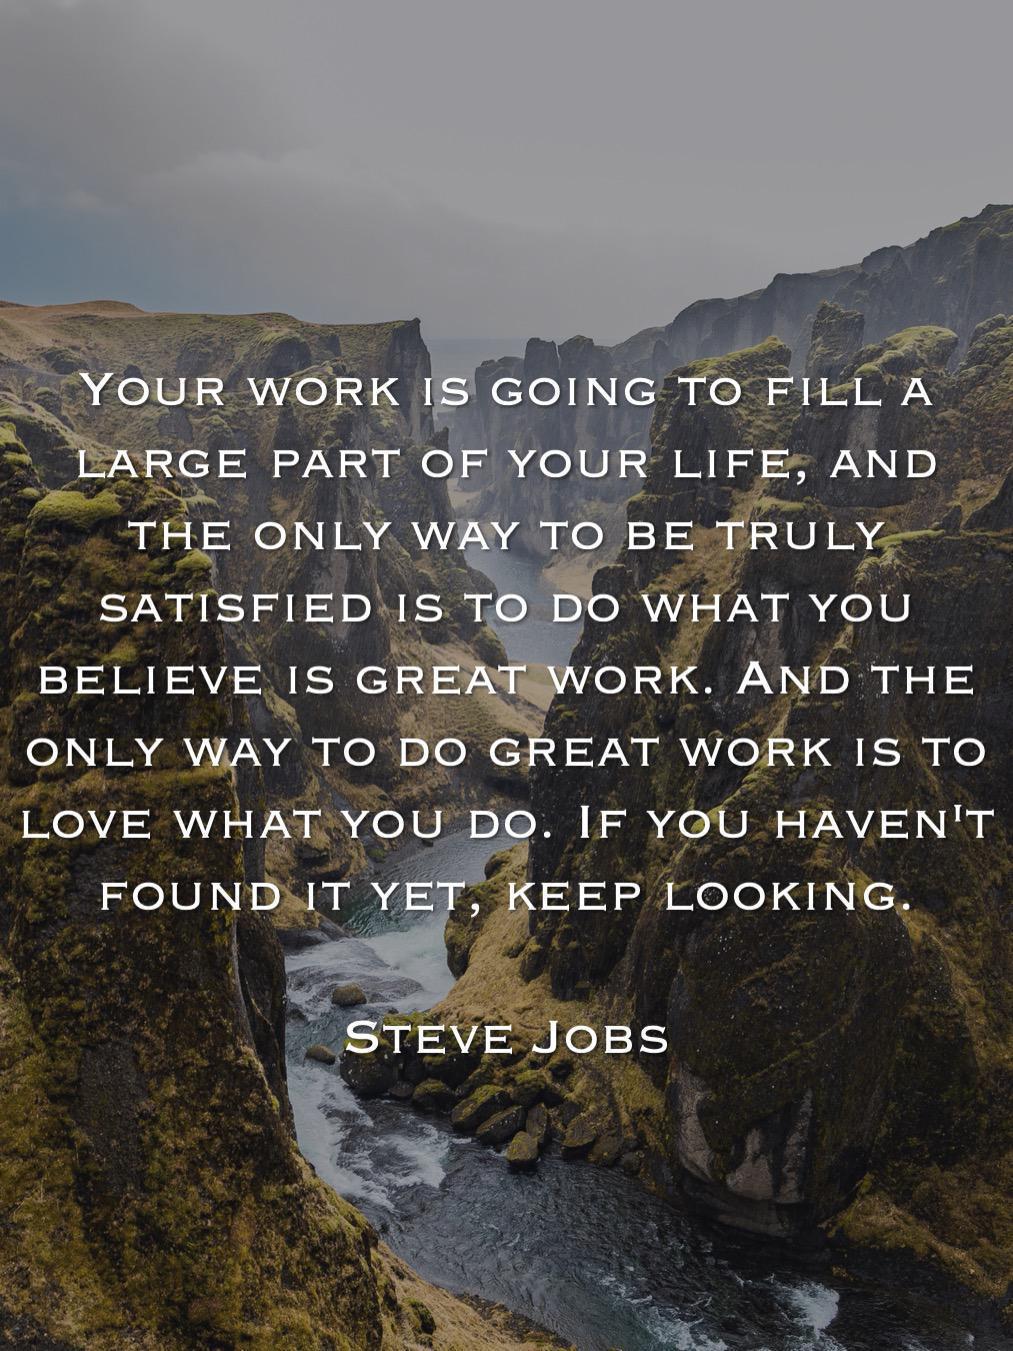 Your work is going to fill a
large part of your life, and
the only way to be truly
satisfied is to do what you
believe is great work. And the
only way to do great work is to
love what you do. If you haven't
found it yet, keep looking.
Steve Jobs